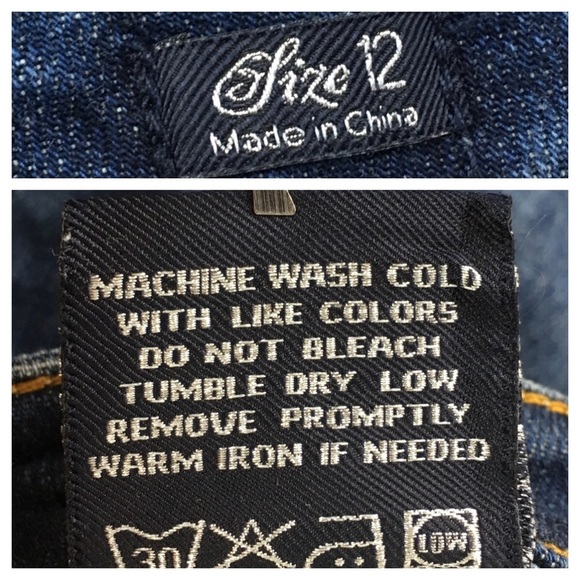 Size 12
Made in China
MACHINE WASH COLD
WITH LIKE COLORS
DO NOT BLEACH
TUMBLE DRY LOW
REMOVE PROMPTLY
WARM IRON IF NEEDED
30 LOW